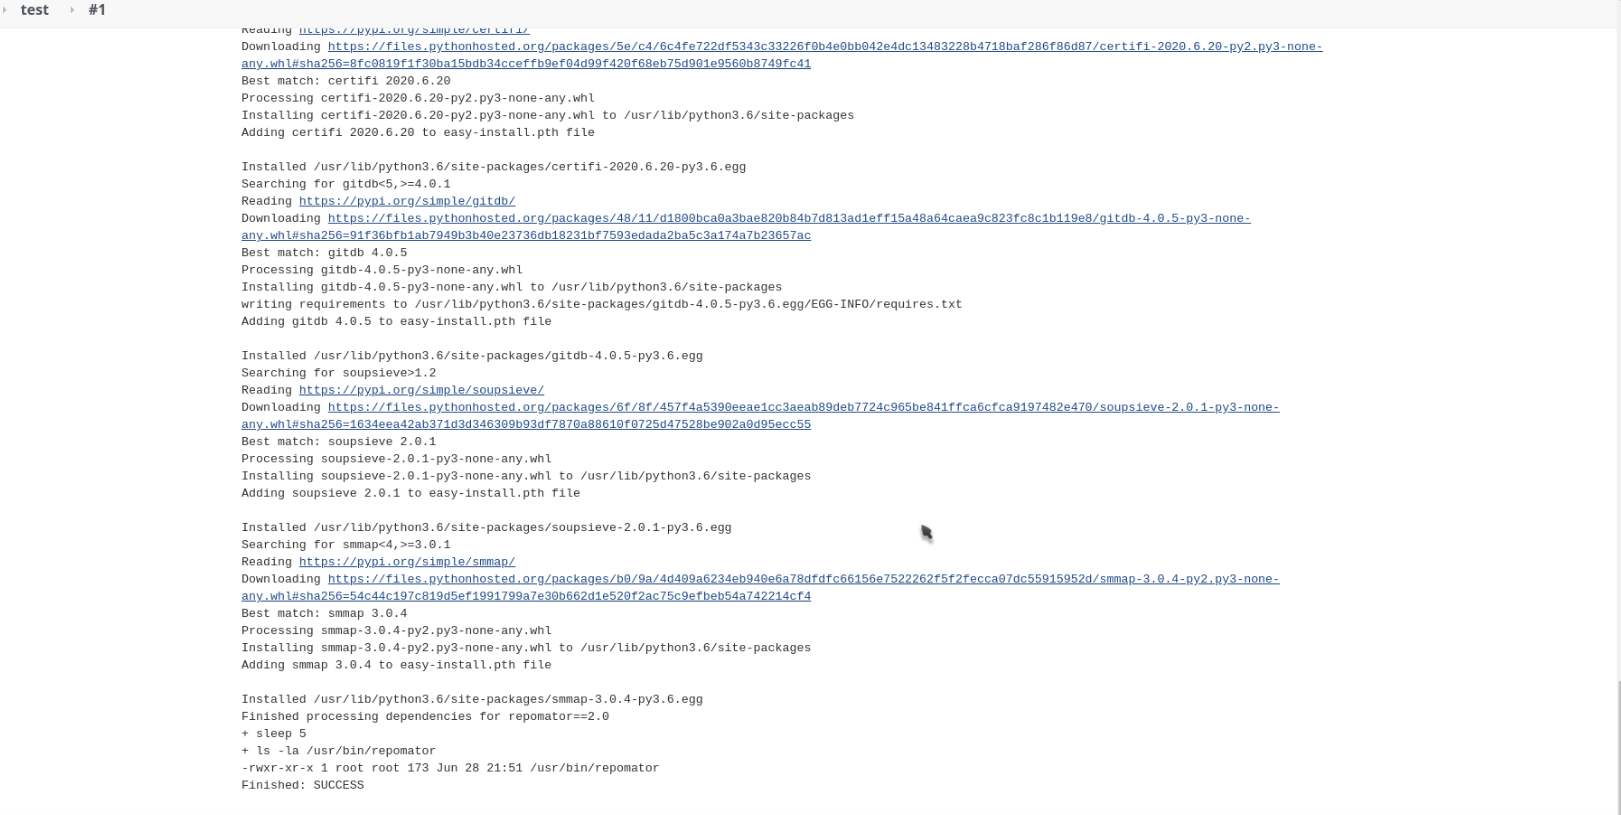 test
#1
Reading https://pypi.org/simple/certifi/
Downloading https://files.pythonhosted.org/packages/5e/c4/6c4fe722df5343c33226f0b4e0bb042e4dc13483228b4718baf286f86d87/certifi-2020.6.20-py2.py3-none-
any.whl#sha256=8fc0819f1f30ba15bdb34cceffb9ef04d99f420f68eb75d901e9560b8749fc41
Best match: certifi 2020.6.20
Processing certifi-2020.6.20-py2.py3-none-any.whl
Installing certifi-2020.6.20-py2.py3-none-any.whl to /usr/lib/python3.6/site-packages
Adding certifi 2020.6.20 to easy-install.pth file
Installed /usr/lib/python3.6/site-packages/certifi-2020.6.20-py3.6.egg
Searching for gitdb<5,>=4.0.1
Reading https://pypi.org/simple/gitdb/
Downloading https://files.pythonhosted.org/packages/48/11/d1800bca0a3bae820b84b7d813ad1eff15a48a64caea9c823fc8c1b119e8/gitdb-4.0.5-py3-none-
any.whl#sha256=91f36bfb1ab7949b3b40e23736db18231bf7593edada2ba5c3a174a7b23657ac
Best match: gitdb 4.0.5
Processing gitdb-4.0.5-py3-none-any.whl
Installing gitdb-4.0.5-py3-none-any.whl to /usr/lib/python3.6/site-packages
writing requirements to /usr/lib/python3.6/site-packages/gitdb-4.0.5-py3.6.egg/EGG-INFO/requires.txt
Adding gitdb 4.0.5 to easy-install.pth file
Installed /usr/lib/python3.6/site-packages/gitdb-4.0.5-py3.6.egg
Searching for soupsieve>1.2
Reading https://pypi.org/simple/soupsieve/
Downloading https://files.pythonhosted.org/packages/6f/8f/457f4a5390eeae1cc3aeab89deb7724c965be841ffca6cfca9197482e470/soupsieve-2.0.1-py3-none-
any.whl#sha256=1634eea42ab371d3d346309b93df7870a88610f0725d47528be902a0d95ecc55
Best match: soupsieve 2.0.1
Processing soupsieve-2.0.1-py3-none-any.whl
Installing soupsieve-2.0.1-py3-none-any.whl to /usr/lib/python3.6/site-packages
Adding soupsieve 2.0.1 to easy-install.pth file
Installed /usr/lib/python3.6/site-packages/soupsieve-2.0.1-py3.6.egg
Searching for smmap<4,>=3.0.1
Reading https://pypi.org/simple/smmap/
Downloading https://files.pythonhosted.org/packages/b0/9a/4d409a6234eb940e6a78dfdfc66156e7522262f5f2fecca07dc55915952d/smmap-3.0.4-py2.py3-none-
any.whl#sha256=54c44c197c819d5ef1991799a7e30b662d1e520f2ac75c9efbeb54a742214cf4
Best match: smmap 3.0.4
Processing smmap-3.0.4-py2.py3-none-any.whl
Installing smmap-3.0.4-py2.py3-none-any.whl to /usr/lib/python3.6/site-packages
Adding smmap 3.0.4 to easy-install.pth file
Installed /usr/lib/python3.6/site-packages/smmap-3.0.4-py3.6.egg
Finished processing dependencies for repomator==2.0
+ sleep 5
+ ls -la /usr/bin/repomator
-rwxr-xr-x 1 root root 173 Jun 28 21:51 /usr/bin/repomator
Finished: SUCCESS